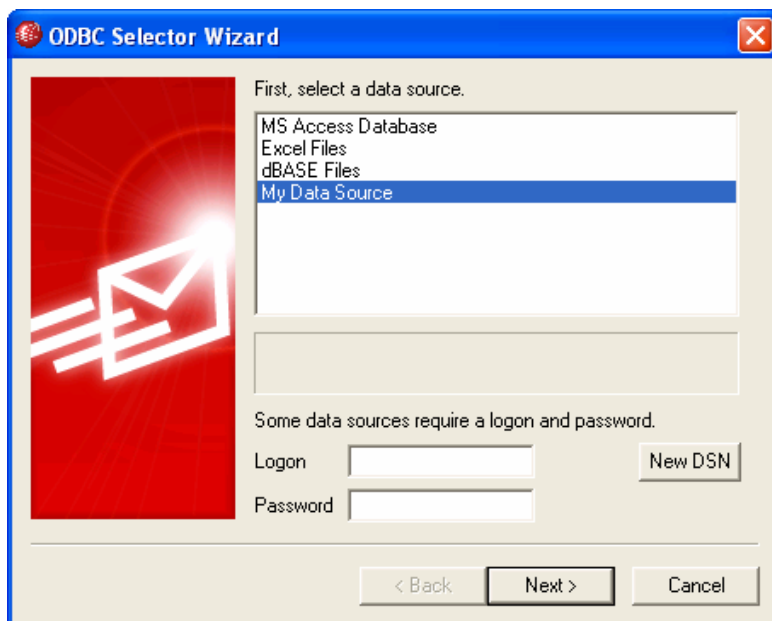 ODBC Selector Wizard
First, select a data source.
MS Access Database
Excel Files
dBASE Files
My Data Source
Some data sources require a logon and password.
Logon
New DSN
Password
< Back
Next >
Cancel